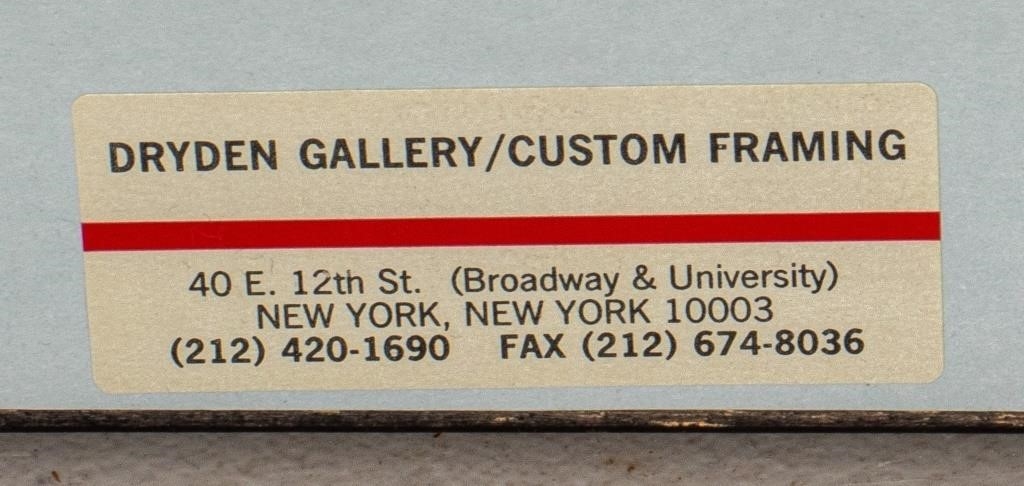 DRYDEN GALLERY/CUSTOM FRAMING
40 E. 12th St. (Broadway & University)
NEW YORK, NEW YORK 10003
(212) 420-1690 FAX (212) 674-8036